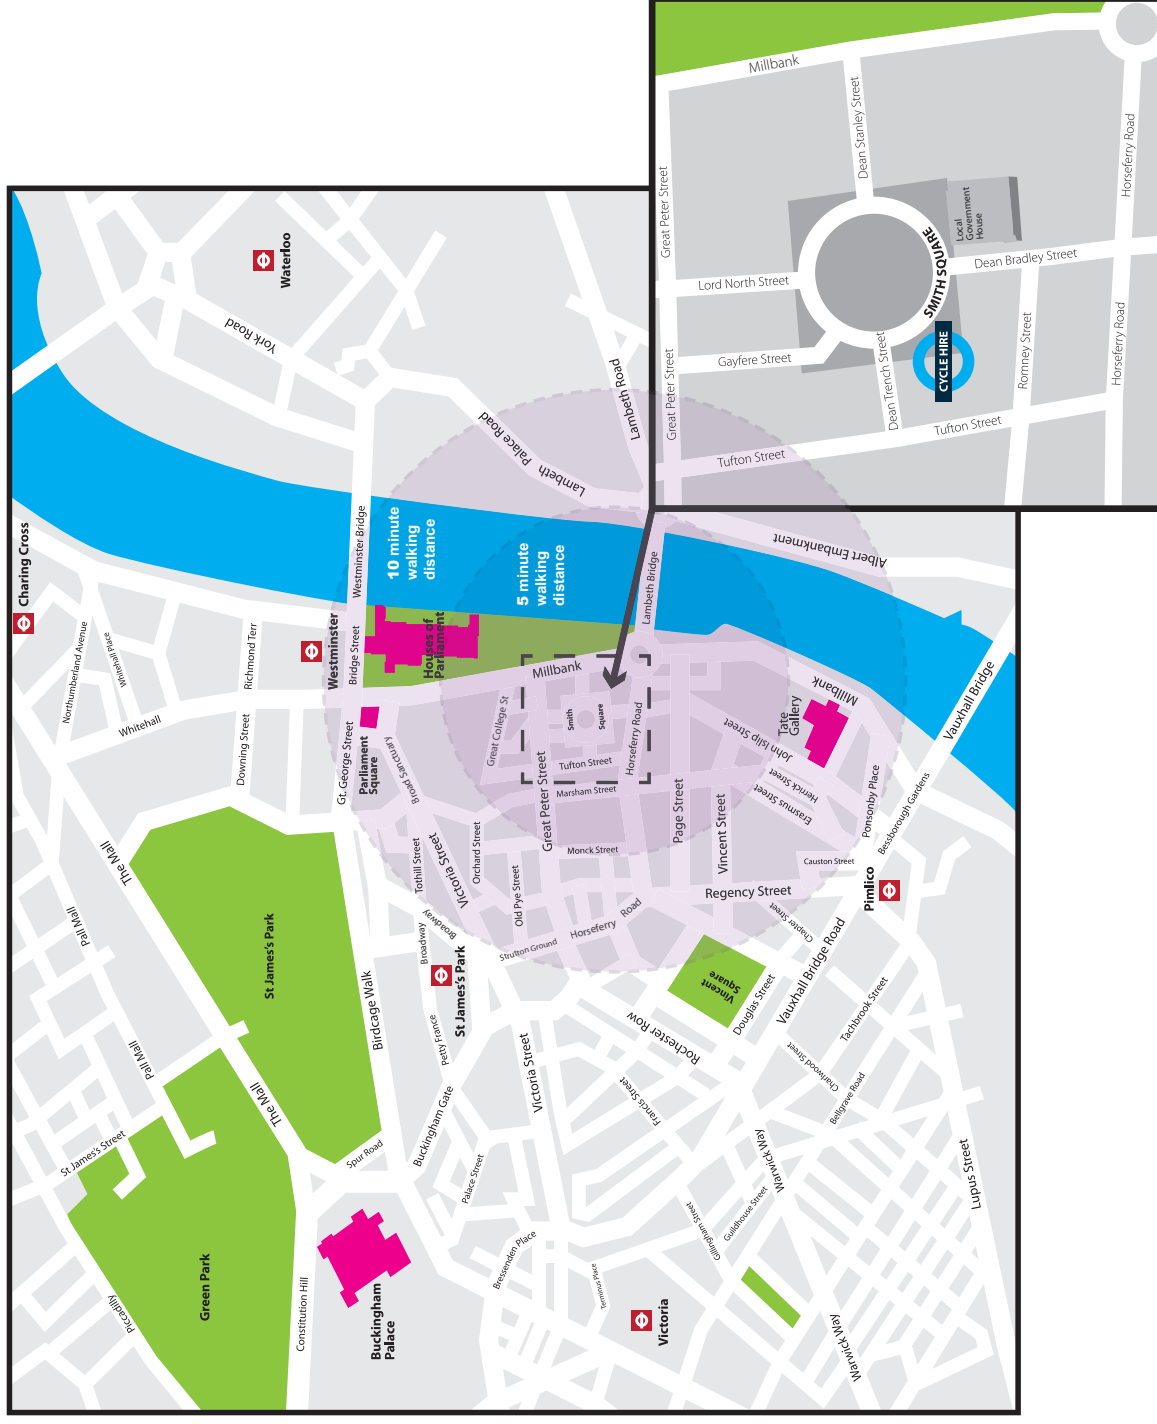 Millbank
Great Peter Street
Dean Stanley Street
Horseferry Road
Local
Government
House
SMITH SQUARE
Dean Bradley Street
Lord North Street
Gayfere Street
Great Peter Street
Dean Trench Street
CYCLE HIRE
Romney Street
Horseferry Road
Tufton Street
Tufton Street
Waterloo
York Road
Lambeth Road
Lambeth Palace Road
Albert Embankment
Charing Cross
Westminster Bridge
10 minute
walking
distance
5 minute
walking
distance
Lambeth Bridge
Northumberland Avenue
Whitehall Place
Richmond Terr
Westminster
Bridge Street
Houses of
Parliament
Millbank
Whitehall
Downing Street
Gt. George Street
Parliament
Square
Broad Sanctuary
Great College St
Smith
Square
Horseferry Road
Tufton Street
Marsham Street
Great Peter Street
John Islip Street
Tate
Gallery
Millbank
Vauxhall Bridge
Herrick Street
Erasmus Street
Ponsonby Place
Bessborough Gardens
Page Street
Vincent Street
Monck Street
Causton Street
Regency Street
Pimlico
The Mall
Pall Mall
St James's Park
Tothill Street
Victoria Street
Orchard Street
Old Pye Street
Broadway
Broadway
Strutton Ground
Horseferry Road
Chapter Street
Vauxhall Bridge Road
St James's Park
Birdcage Walk
Petty France
Vincent
Square
Douglas Street
Tachbrook Street
Rochester Row
Charlwood Street
Bellgrave Road
Pall Mall
The Mall
St James's Street
Spur Road
Buckingham Gate
Victoria Street
Francis Street
Palace Street
Warwick Way
Guildhouse Street
Gillingham Street
Lupus Street
Green Park
Piccadilly
Constitution Hill
Buckingham
Palace
Bressenden Place
Terminus Place
Victoria
Warwick Way